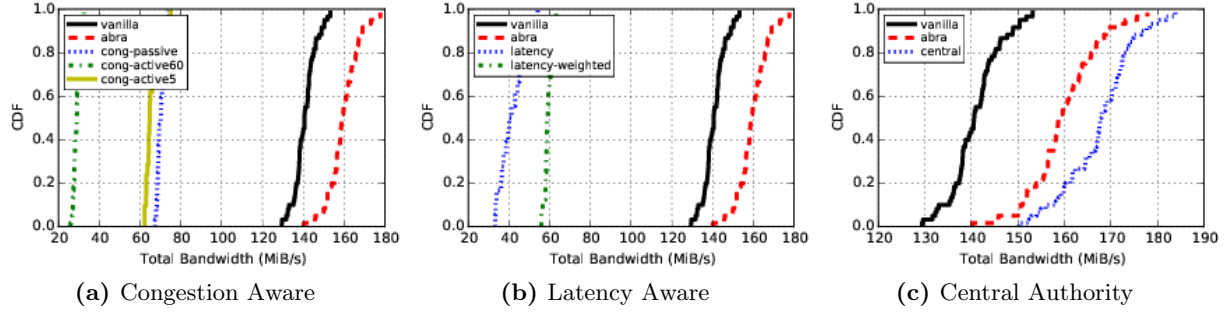 1.0
0.8
0.6
0.4
0.2
0.0
CDF
vanilla
abra
cong-passive
cong-active60
cong-active5
20 40 60 80 100 120 140 160 180
Total Bandwidth (MiB/s)
(a) Congestion Aware
1.0
0.8
0.6
0.4
0.2
0.0
CDF
vanilla
abra
latency
latency-weighted
20 40 60 80 100 120 140 160 180
Total Bandwidth (MiB/s)
(b) Latency Aware
1.0
0.8
0.6
0.4
0.2
0.0
CDF
vanilla
abra
central
120 130 140 150 160 170 180 190
Total Bandwidth (MiB/s)
(c) Central Authority